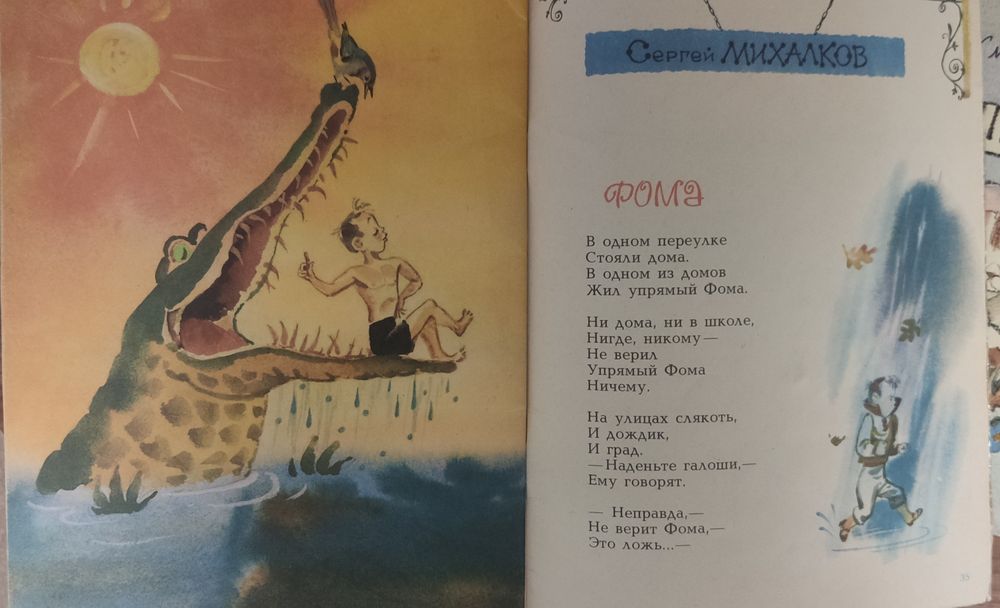 Сергей МИХАЛКОВ
ФОМА
В одном переулке
Стояли дома.
В одном из домов
Жил упрямый Фома.
Ни дома, ни в школе,
Нигде, никому—
Не верил
Упрямый Фома
Ничему.
На улицах слякоть,
И дождик,
И град.
—Наденьте галоши,—
Ему говорят.
— Неправда,—
Не верит Фома,—
Это ложь...—
35